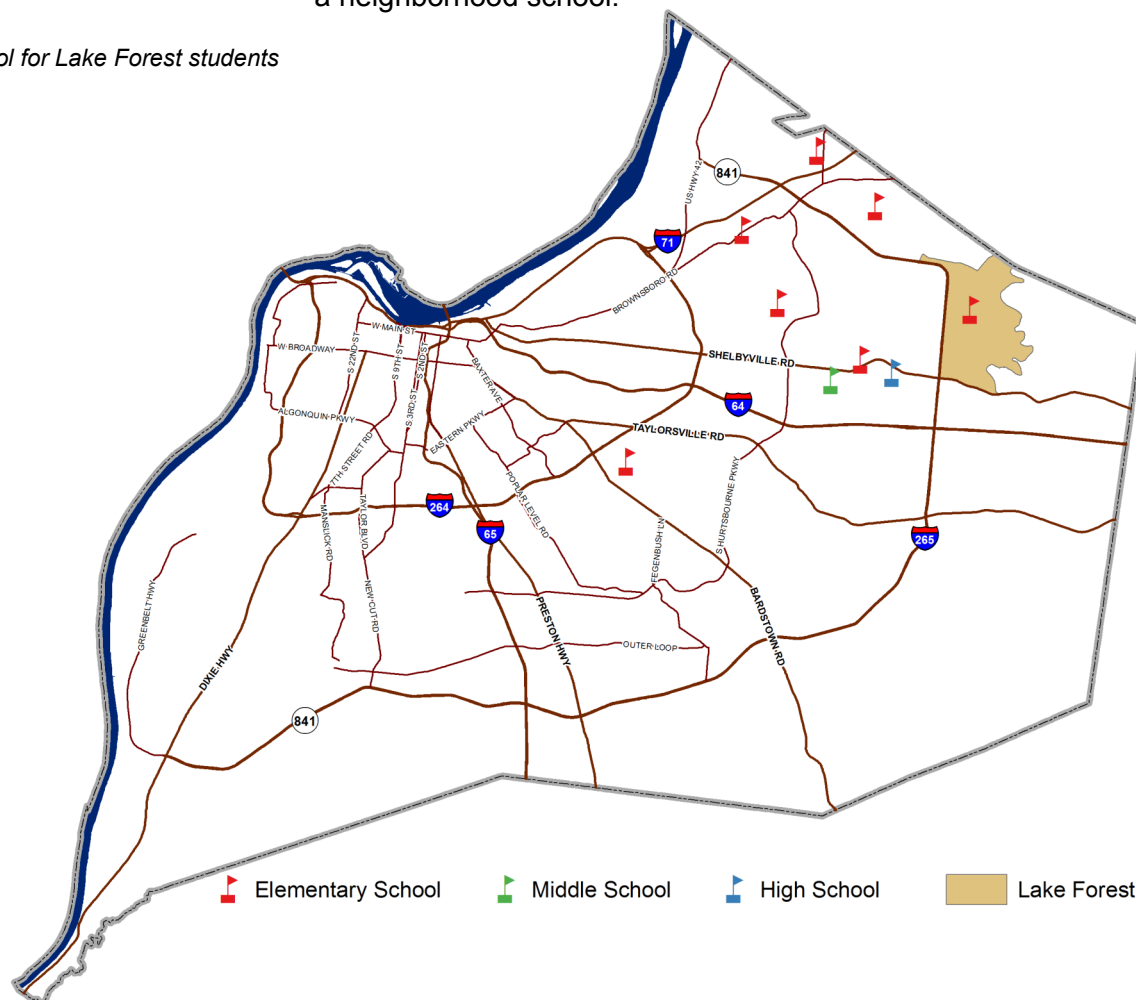 a neighborhood school.
ol for Lake Forest students
841
US HWY 42
71
BROWNSBORO RD
W MAIN ST
W BROADWAY
S 22ND ST
S 9TH ST
S 2ND ST
S 3RD ST
BAXTER AVE
SHELBYVILLE RD
64
ALGONQUIN PKWY
EASTERN PKWY
TAYLORSVILLE RD
7TH STREET RD
POPLAR LEVEL RD
S HURTSBOURNE PKWY
MANSLICK RD
TAYLOR BLVD
264
65
FEGENBUSH LN
265
GREENBELT HWY
NEW CUT RD
PRESTON HWY
BARDSTOWN RD
OUTER LOOP
DIXIE HWY
841
Elementary School
Middle School
High School
Lake Forest